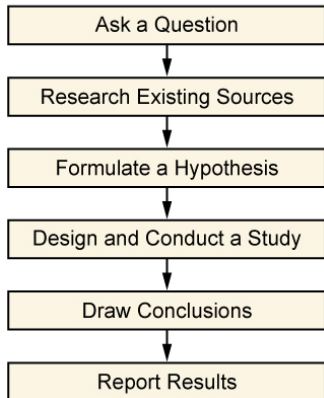 Ask a Question
Research Existing Sources
Formulate a Hypothesis
Design and Conduct a Study
Draw Conclusions
Report Results